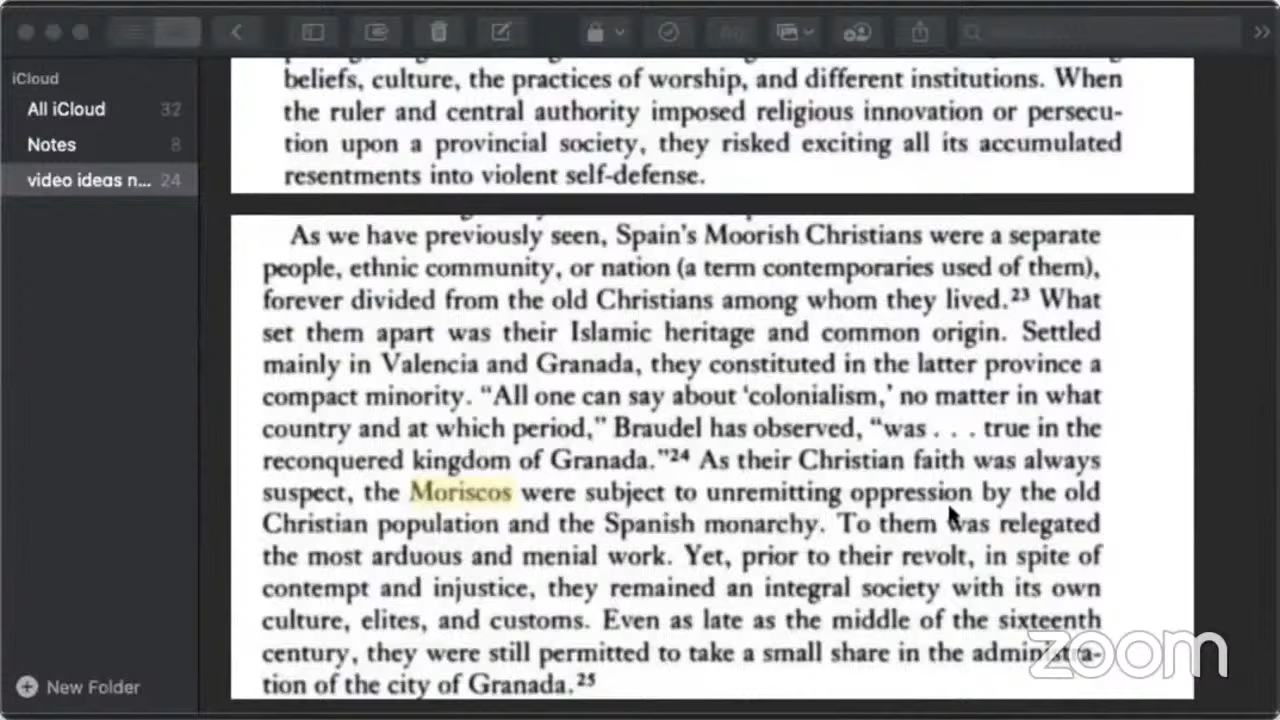 iCloud
All iCloud 32
Notes 8
video ideas n... 24
New Folder
beliefs, culture, the practices of worship, and different institutions. When
the ruler and central authority imposed religious innovation or persecu-
tion upon a provincial society, they risked exciting all its accumulated
resentments into violent self-defense.
As we have previously seen, Spain's Moorish Christians were a separate
people, ethnic community, or nation (a term contemporaries used of them),
forever divided from the old Christians among whom they lived.²³ What
set them apart was their Islamic heritage and common origin. Settled
mainly in Valencia and Granada, they constituted in the latter province a
compact minority. “All one can say about ‘colonialism,’ no matter in what
country and at which period,” Braudel has observed, “was . . . true in the
reconquered kingdom of Granada.”²⁴ As their Christian faith was always
suspect, the Moriscos were subject to unremitting oppression by the old
Christian population and the Spanish monarchy. To them was relegated
the most arduous and menial work. Yet, prior to their revolt, in spite of
contempt and injustice, they remained an integral society with its own
culture, elites, and customs. Even as late as the middle of the sixteenth
century, they were still permitted to take a small share in the administra-
tion of the city of Granada.²⁵
zoom